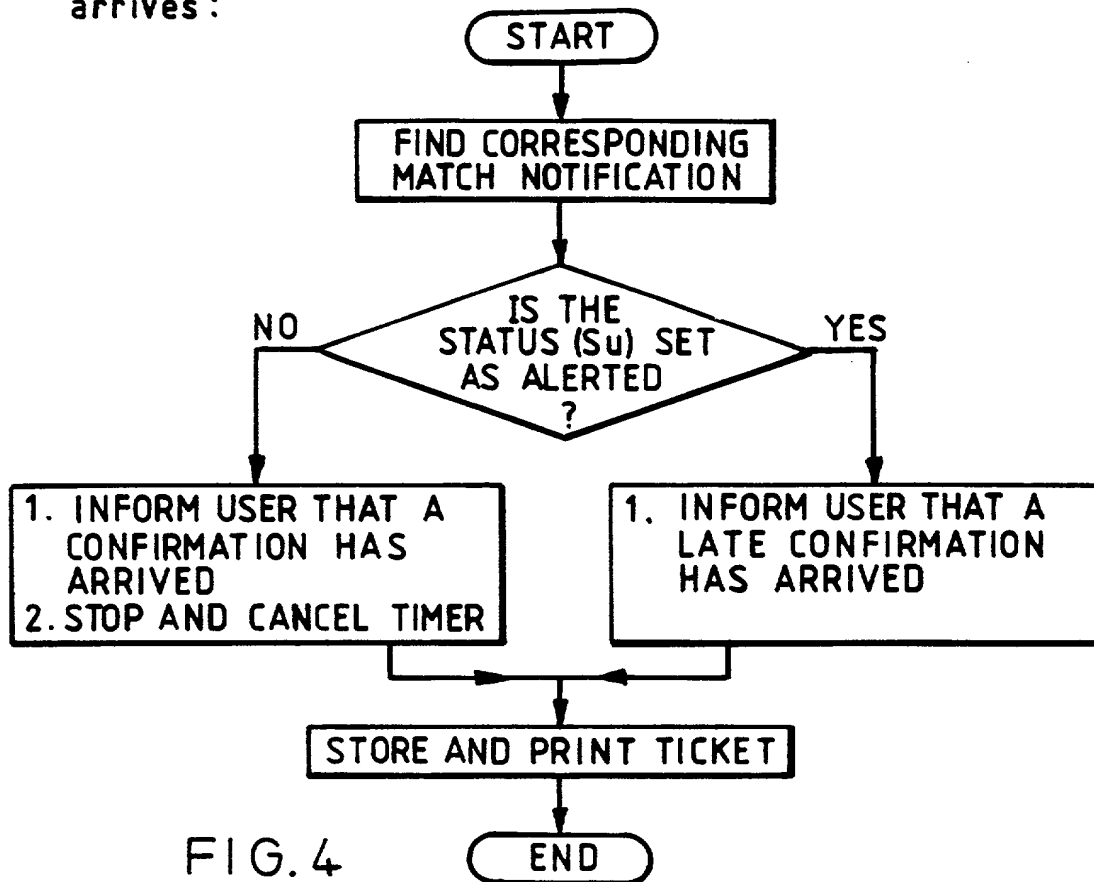 arrives:
START
FIND CORRESPONDING
MATCH NOTIFICATION
IS THE
STATUS (Su) SET
AS ALERTED
?
NO
YES
1. INFORM USER THAT A
CONFIRMATION HAS
ARRIVED
2. STOP AND CANCEL TIMER
1. INFORM USER THAT A
LATE CONFIRMATION
HAS ARRIVED
STORE AND PRINT TICKET
END
FIG. 4